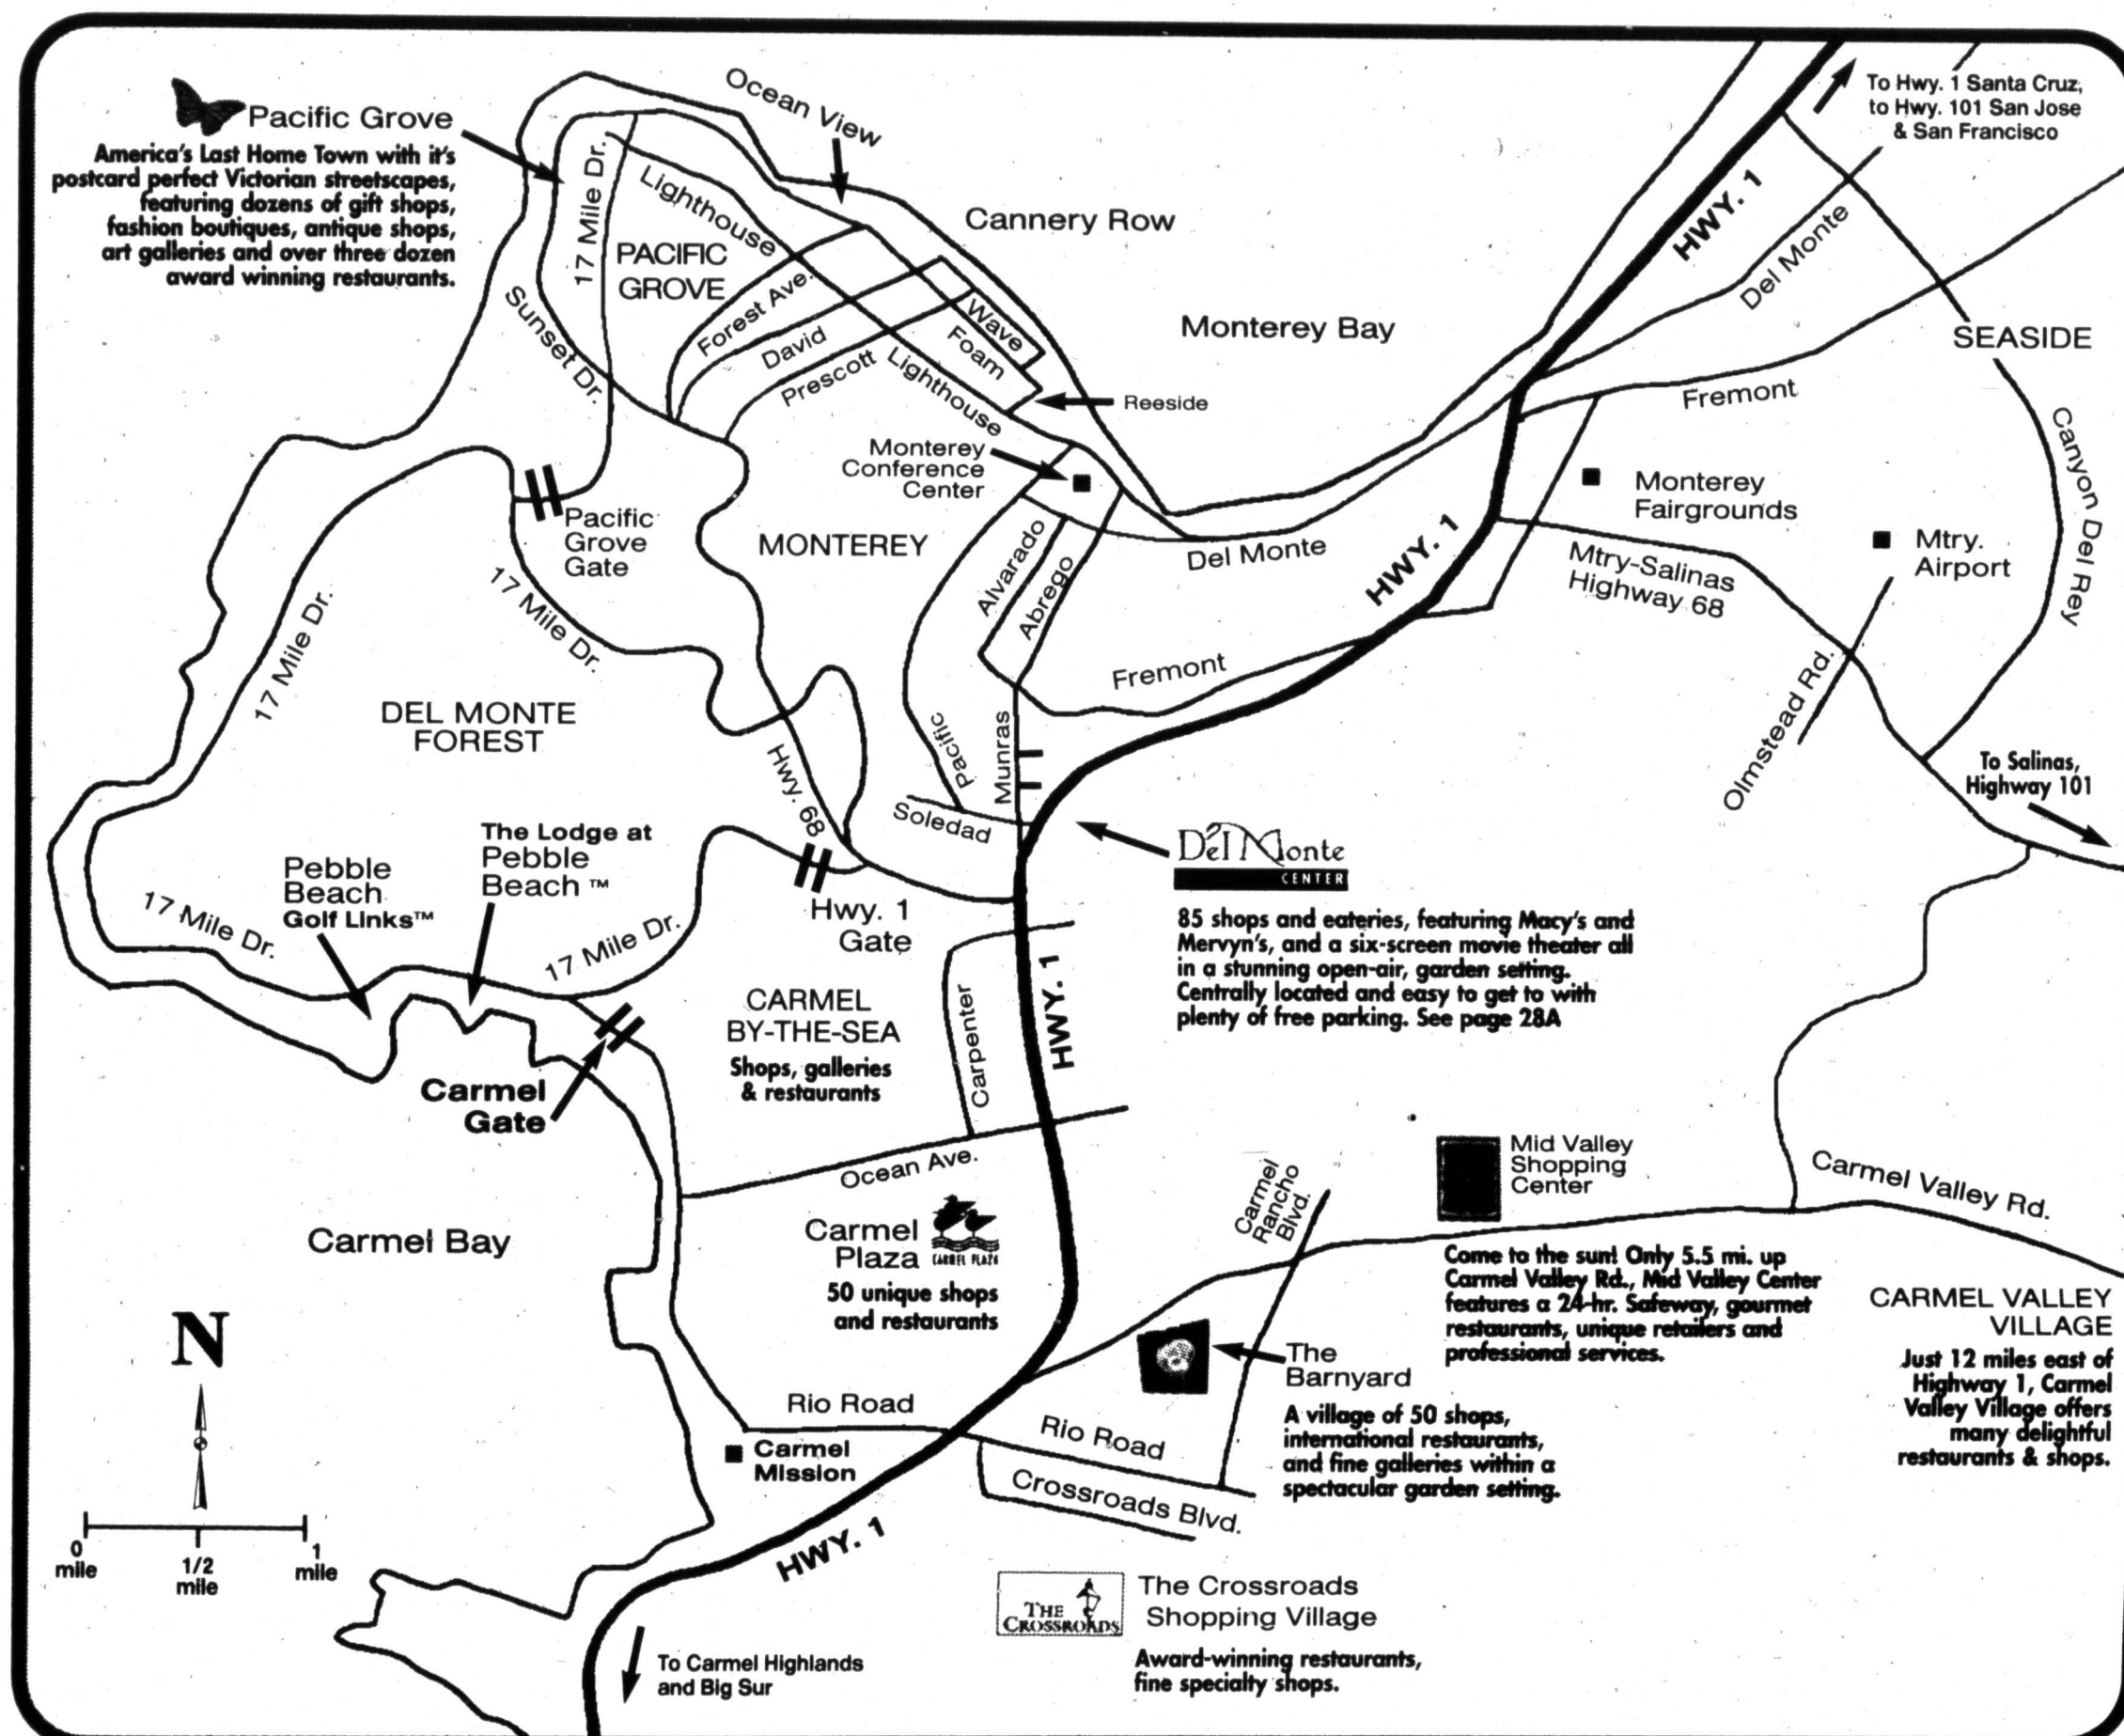 Pacific Grove
America's Last Home Town with it's
postcard perfect Victorian streetscapes,
featuring dozens of gift shops,
fashion boutiques, antique shops,
art galleries and over three dozen
award winning restaurants.
Ocean View
Cannery Row
Monterey Bay
To Hwy. 1 Santa Cruz;
to Hwy. 101 San Jose
& San Francisco
HWY. 1
Del Monte
SEASIDE
Fremont
Canyon Del Rey
17 Mile Dr.
Lighthouse
PACIFIC
GROVE
Forest Ave.
David
Prescott
Lighthouse
Wave
Foam
Reeside
Sunset Dr.
Monterey
Conference
Center
Monterey
Fairgrounds
Mtry.
Airport
Pacific
Grove
Gate
MONTEREY
Alvarado
Abrego
Del Monte
HWY. 1
Mtry-Salinas
Highway 68
17 Mile Dr.
17 Mile Dr.
Fremont
Olmstead Rd.
DEL MONTE
FOREST
Pacific
Munras
Hwy. 68
Soledad
To Salinas,
Highway 101
The Lodge at
Pebble
Beach ™
Pebble
Beach
Golf Links™
17 Mile Dr.
17 Mile Dr.
Hwy. 1
Gate
Del Monte
CENTER
85 shops and eateries, featuring Macy's and
Mervyn's, and a six-screen movie theater all
in a stunning open-air, garden setting.
Centrally located and easy to get to with
plenty of free parking. See page 28A
CARMEL
BY-THE-SEA
Shops, galleries
& restaurants
Carpenter
HWY. 1
Carmel
Gate
Ocean Ave.
Carmel
Rancho
Blvd.
Mid Valley
Shopping
Center
Carmel Valley Rd.
Carmel Bay
Carmel
Plaza
CARMEL PLAZA
50 unique shops
and restaurants
Come to the sun! Only 5.5 mi. up
Carmel Valley Rd., Mid Valley Center
features a 24-hr. Safeway, gourmet
restaurants, unique retailers and
professional services.
CARMEL VALLEY
VILLAGE
Just 12 miles east of
Highway 1, Carmel
Valley Village offers
many delightful
restaurants & shops.
N
The
Barnyard
A village of 50 shops,
international restaurants,
and fine galleries within a
spectacular garden setting.
Rio Road
Carmel
Mission
Rio Road
Crossroads Blvd.
HWY. 1
0
mile
1/2
mile
1
mile
THE
CROSSROADS
The Crossroads
Shopping Village
Award-winning restaurants,
fine specialty shops.
To Carmel Highlands
and Big Sur